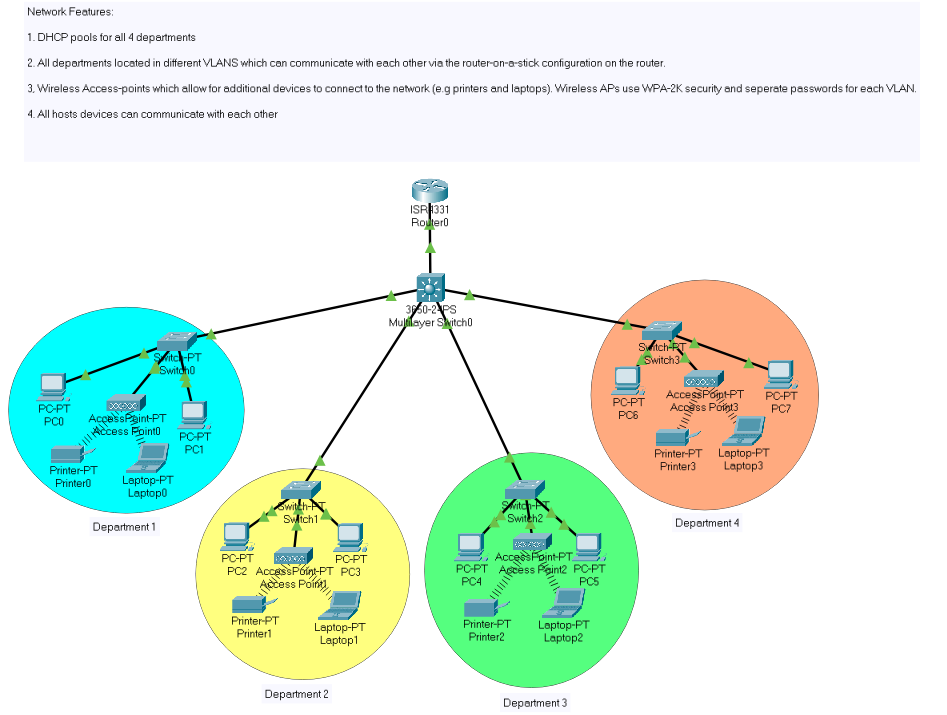 Network Features:
1. DHCP pools for all 4 departments
2. All departments located in different VLANS which can communicate with each other via the router-on-a-stick configuration on the router.
3, Wireless Access-points which allow for additional devices to connect to the network (e.g printers and laptops). Wireless APs use WPA-2K security and seperate passwords for each VLAN.
4. All hosts devices can communicate with each other
ISR4331
Router0
3650-24PS
Multilayer Switch0
Switch-PT
Switch0
PC-PT
PC0
AccessPoint-PT
Access Point0
PC-PT
PC1
Printer-PT
Printer0
Laptop-PT
Laptop0
Department 1
Switch-PT
Switch1
PC-PT
PC2
AccessPoint-PT
Access Point1
PC-PT
PC3
Printer-PT
Printer1
Laptop-PT
Laptop1
Department 2
Switch-PT
Switch2
PC-PT
PC4
AccessPoint-PT
Access Point2
PC-PT
PC5
Printer-PT
Printer2
Laptop-PT
Laptop2
Department 3
Switch-PT
Switch3
PC-PT
PC6
AccessPoint-PT
Access Point3
PC-PT
PC7
Printer-PT
Printer3
Laptop-PT
Laptop3
Department 4